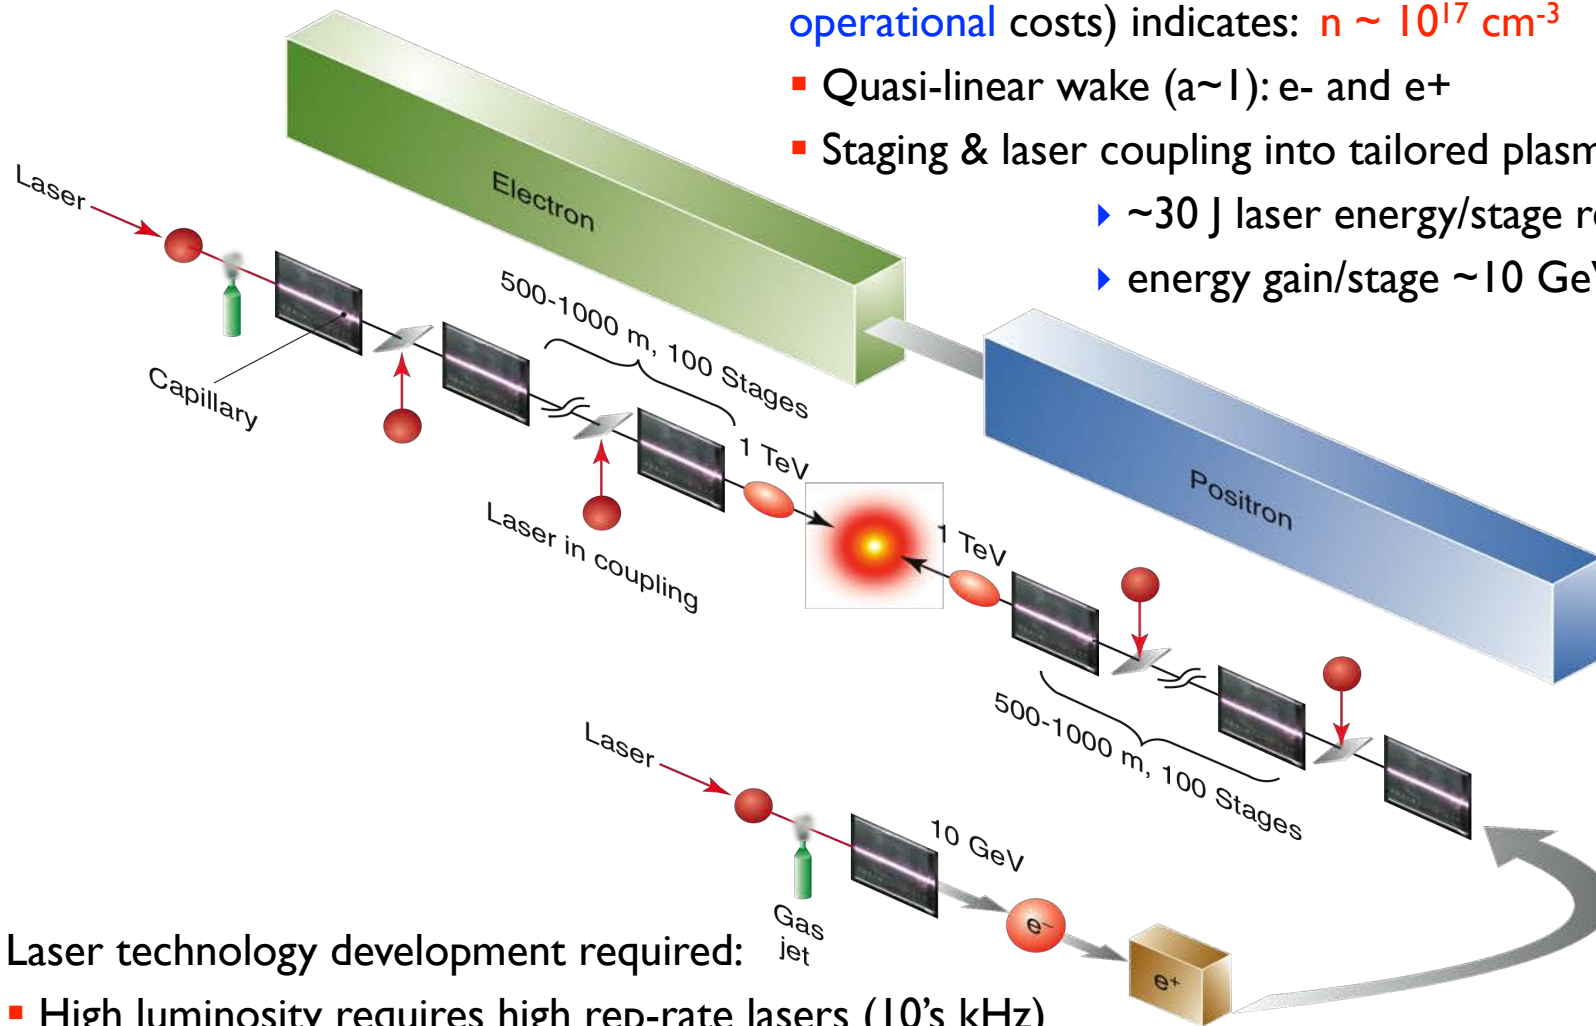 operational costs) indicates: n ~ 10¹⁷ cm⁻³
▪ Quasi-linear wake (a~1): e- and e+
▪ Staging & laser coupling into tailored plasm
▸ ~30 J laser energy/stage re
▸ energy gain/stage ~10 GeV
Electron
Laser
500-1000 m, 100 Stages
Capillary
1 TeV
Laser in coupling
Positron
1 TeV
500-1000 m, 100 Stages
Laser
10 GeV
Gas
jet
e⁻
e⁺
Laser technology development required:
▪ High luminosity requires high rep-rate lasers (10's kHz)